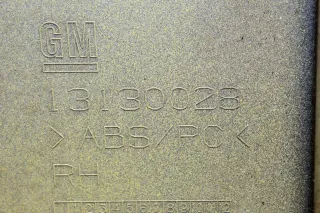 GM
13130028
>ABS/PC<
RH